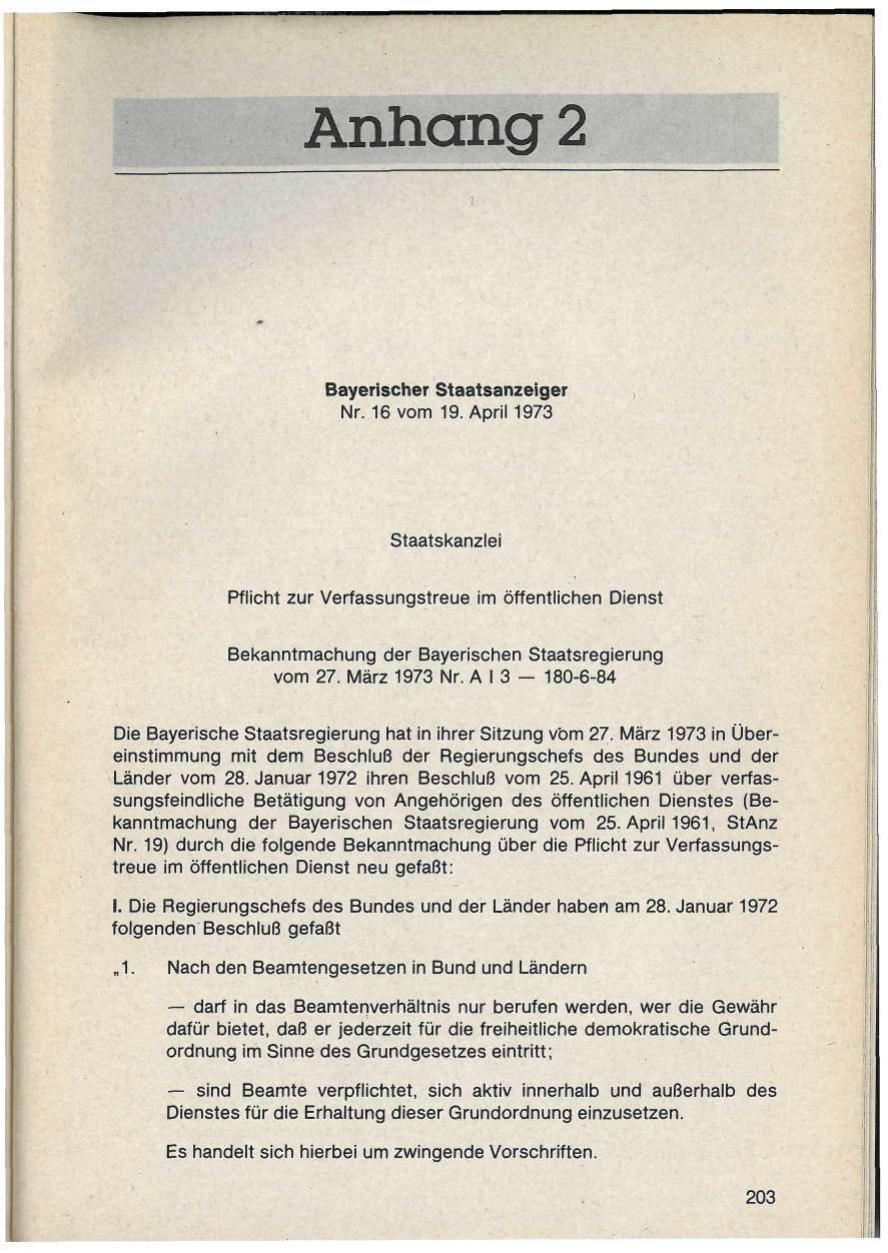 Anhang 2
Bayerischer Staatsanzeiger
Nr. 16 vom 19. April 1973
Staatskanzlei
Pflicht zur Verfassungstreue im öffentlichen Dienst
Bekanntmachung der Bayerischen Staatsregierung
vom 27. März 1973 Nr. A I 3 — 180-6-84
Die Bayerische Staatsregierung hat in ihrer Sitzung vom 27. März 1973 in Über-
einstimmung mit dem Beschluß der Regierungschefs des Bundes und der
Länder vom 28. Januar 1972 ihren Beschluß vom 25. April 1961 über verfas-
sungsfeindliche Betätigung von Angehörigen des öffentlichen Dienstes (Be-
kanntmachung der Bayerischen Staatsregierung vom 25. April 1961, StAnz
Nr. 19) durch die folgende Bekanntmachung über die Pflicht zur Verfassungs-
treue im öffentlichen Dienst neu gefaßt:
I. Die Regierungschefs des Bundes und der Länder haben am 28. Januar 1972
folgenden Beschluß gefaßt
„1. Nach den Beamtengesetzen in Bund und Ländern
— darf in das Beamtenverhältnis nur berufen werden, wer die Gewähr
dafür bietet, daß er jederzeit für die freiheitliche demokratische Grund-
ordnung im Sinne des Grundgesetzes eintritt;
— sind Beamte verpflichtet, sich aktiv innerhalb und außerhalb des
Dienstes für die Erhaltung dieser Grundordnung einzusetzen.
Es handelt sich hierbei um zwingende Vorschriften.
203